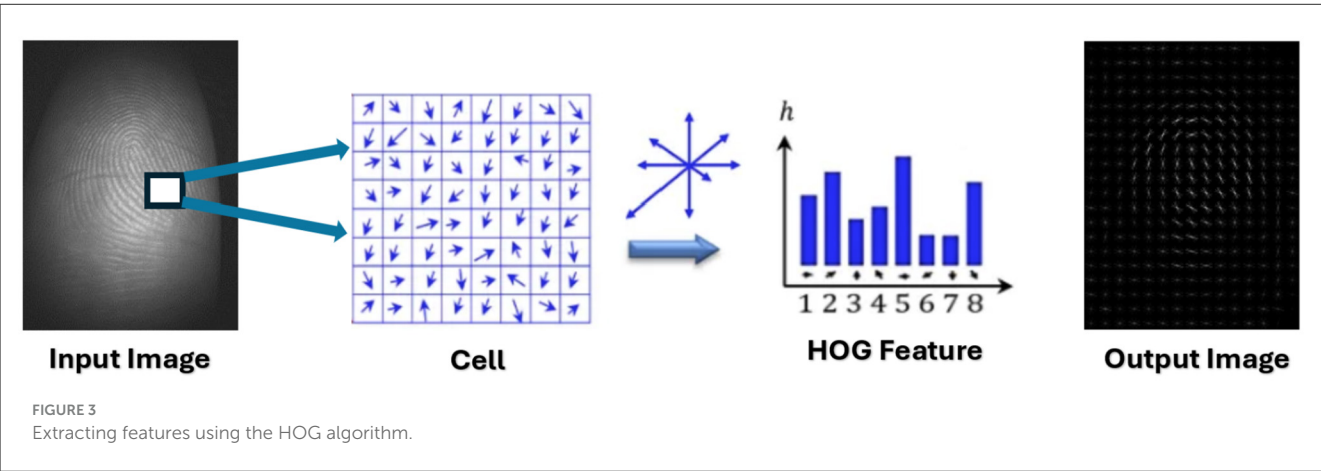 h
1 2 3 4 5 6 7 8
Input Image
Cell
HOG Feature
Output Image
FIGURE 3
Extracting features using the HOG algorithm.